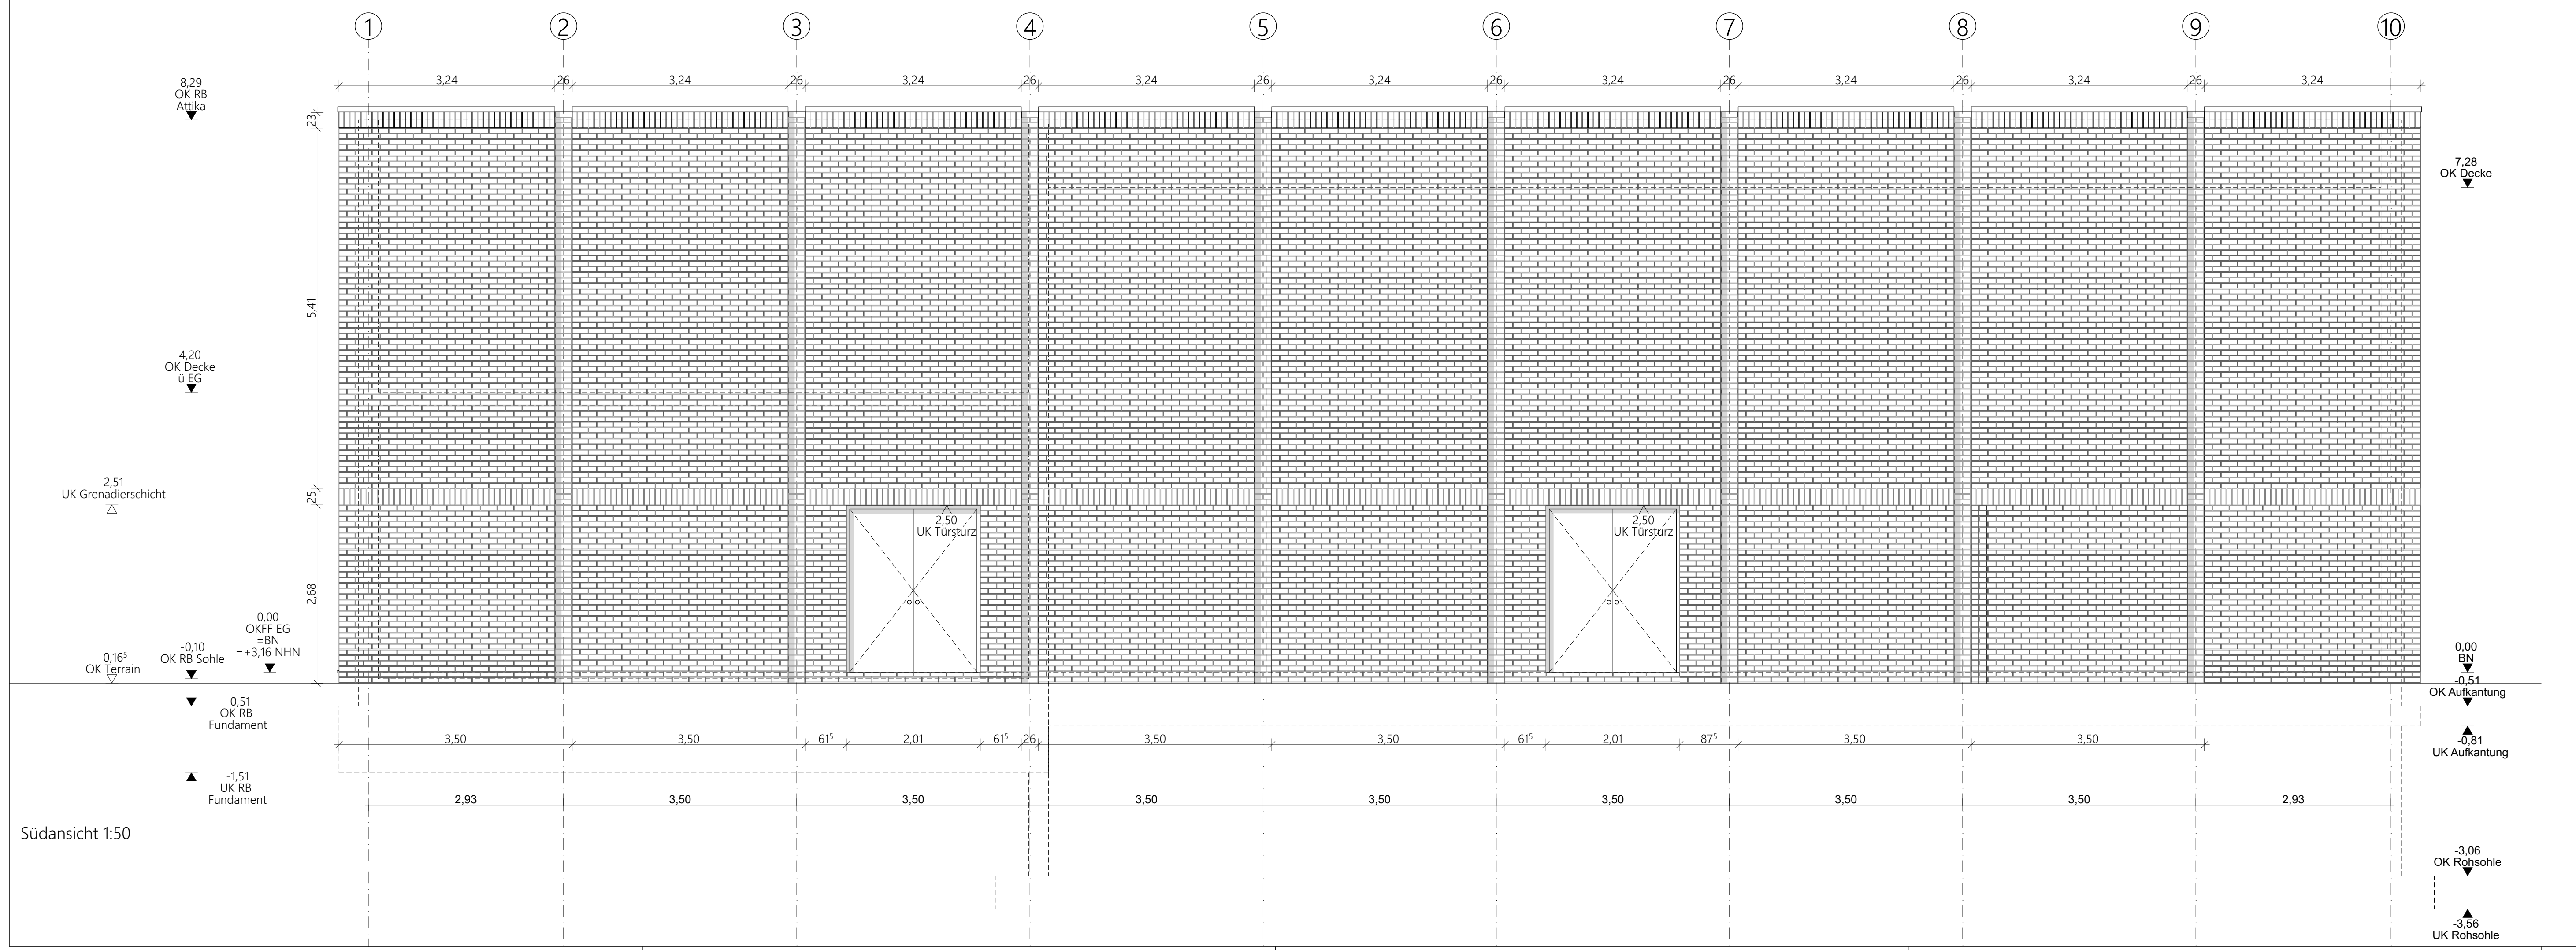 1 2 3 4 5 6 7 8 9 10
3,24 26 3,24 26 3,24 26 3,24 26 3,24 26 3,24 26 3,24 26 3,24 26 3,24
8,29
OK RB
Attika
23
7,28
OK Decke
5,41
4,20
OK Decke
ü EG
2,51
UK Grenadierschicht
25
2,50
UK Türsturz
2,50
UK Türsturz
2,68
0,00
OKFF EG
=BN
=+3,16 NHN
-0,10
OK RB Sohle
-0,16⁵
OK Terrain
0,00
BN
-0,51
OK Aufkantung
-0,51
OK RB
Fundament
3,50 3,50 61⁵ 2,01 61⁵ 26 3,50 3,50 61⁵ 2,01 87⁵ 3,50 3,50
-0,81
UK Aufkantung
-1,51
UK RB
Fundament
2,93 3,50 3,50 3,50 3,50 3,50 3,50 3,50 2,93
Südansicht 1:50
-3,06
OK Rohsohle
-3,56
UK Rohsohle